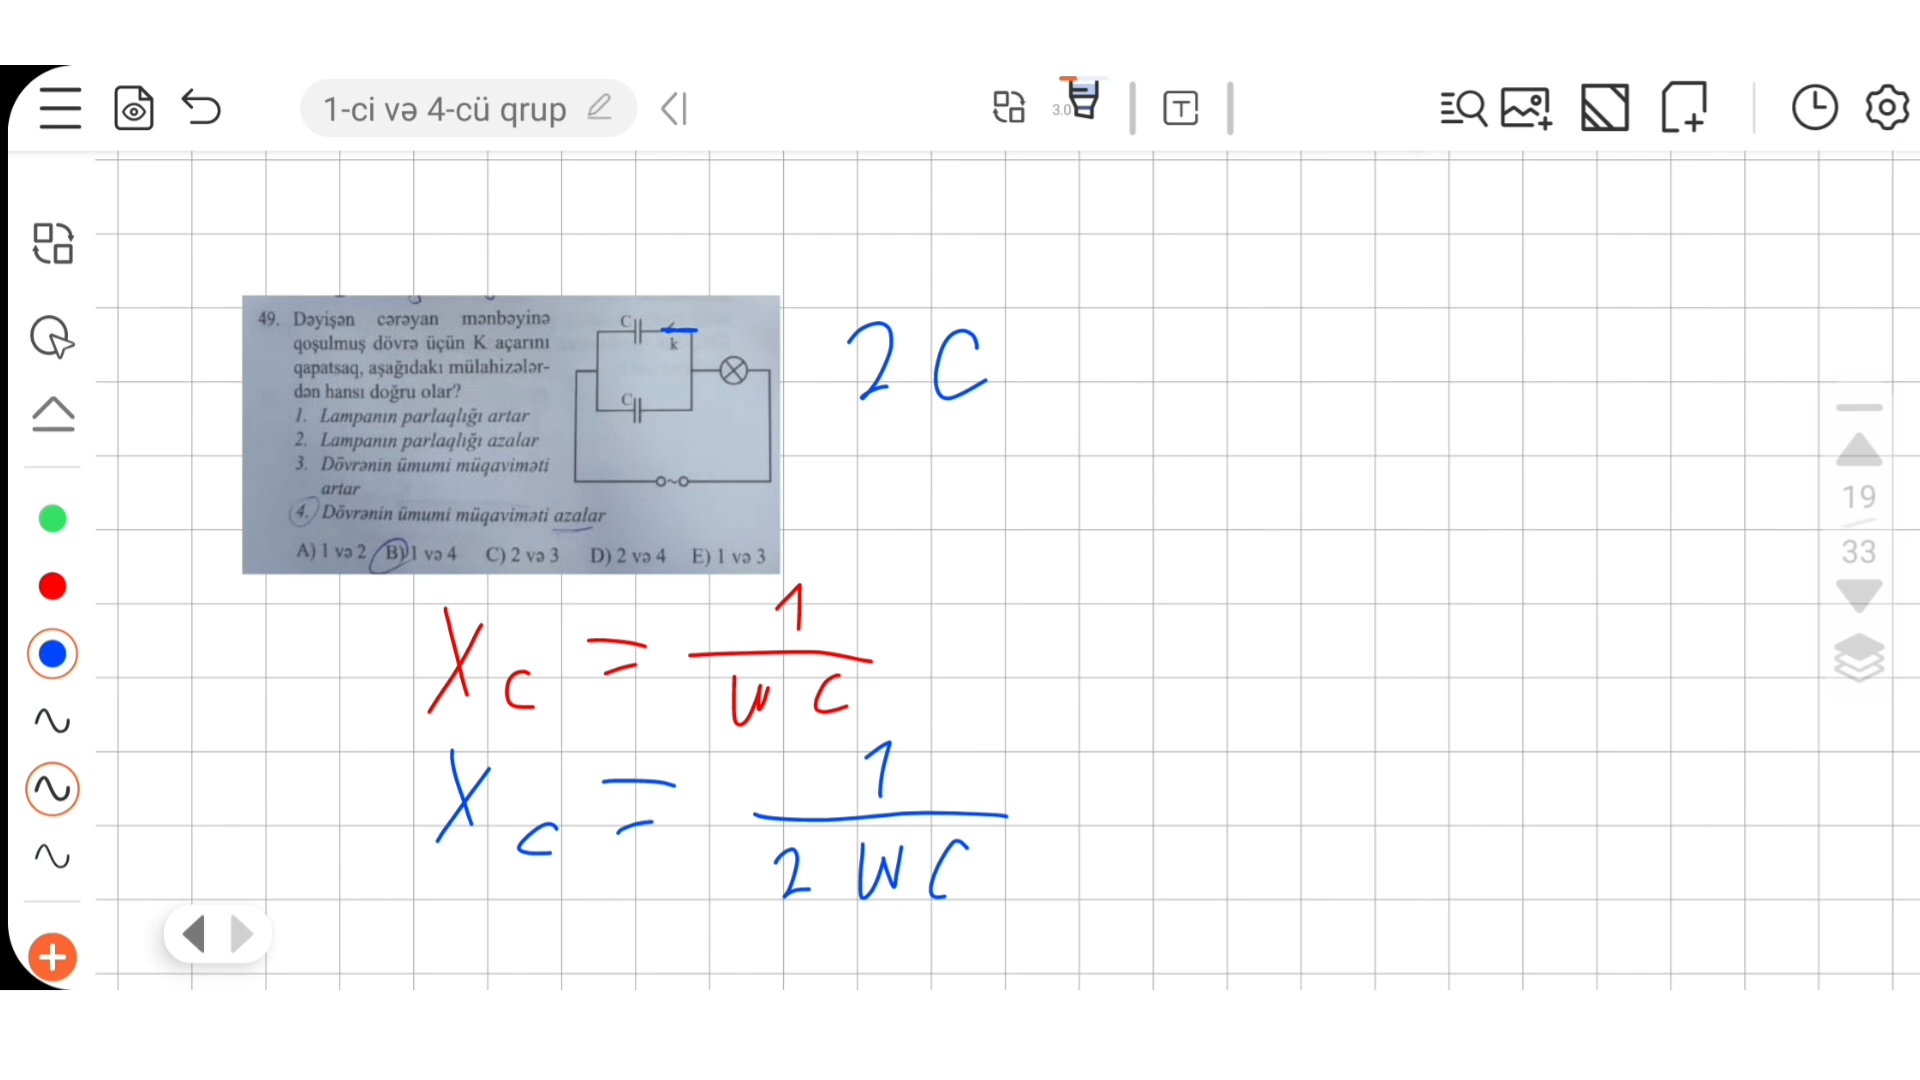 1-ci və 4-cü qrup
3.0
T
49. Dəyişən cərəyan mənbəyinə
qoşulmuş dövrə üçün K açarını
qapatsaq, aşağıdakı mülahizələr-
dən hansı doğru olar?
1. Lampanın parlaqlığı artar
2. Lampanın parlaqlığı azalar
3. Dövrənin ümumi müqaviməti
artar
4. Dövrənin ümumi müqaviməti azalar
A) 1 və 2 B) 1 və 4 C) 2 və 3 D) 2 və 4 E) 1 və 3
C
k
C
2C
X_C = 1 / WC
X_C = 1 / 2WC
19
33